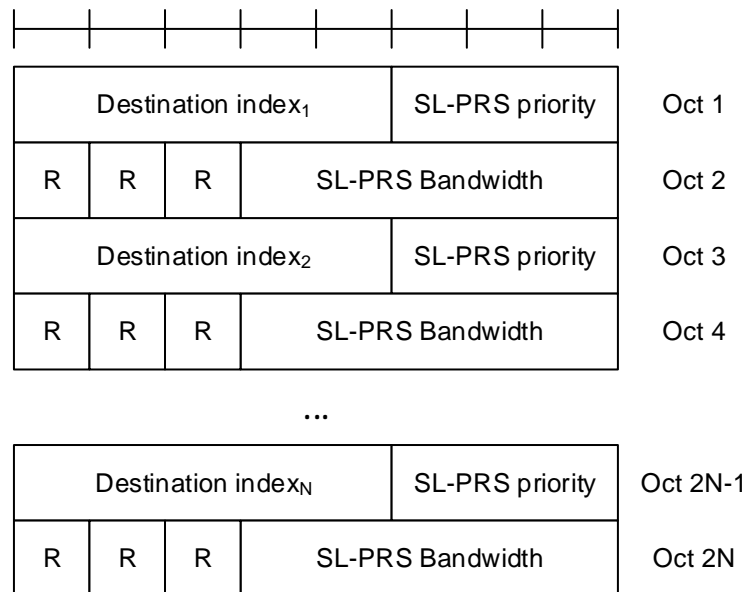 Destination index1 SL-PRS priority Oct 1
R R R SL-PRS Bandwidth Oct 2
Destination index2 SL-PRS priority Oct 3
R R R SL-PRS Bandwidth Oct 4
...
Destination indexN SL-PRS priority Oct 2N-1
R R R SL-PRS Bandwidth Oct 2N